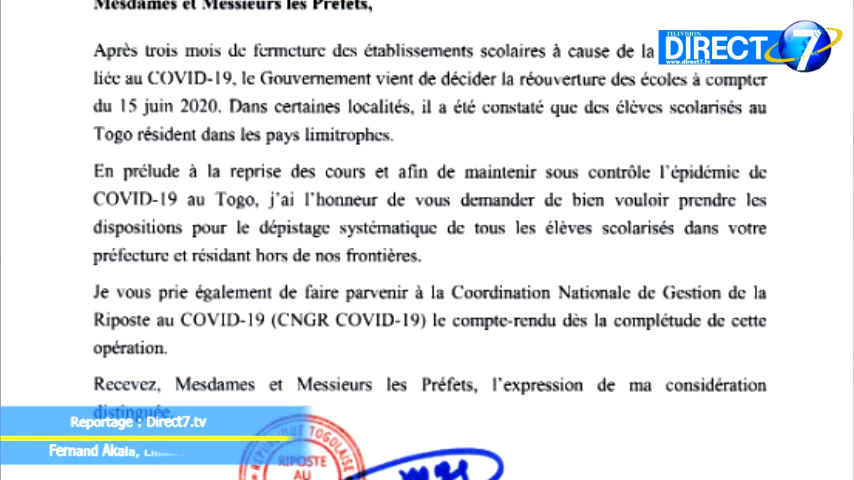 Mesdames et Messieurs les Préfets,
Après trois mois de fermeture des établissements scolaires à cause de la
liée au COVID-19, le Gouvernement vient de décider la réouverture des écoles à compter
du 15 juin 2020. Dans certaines localités, il a été constaté que des élèves scolarisés au
Togo résident dans les pays limitrophes.
En prélude à la reprise des cours et afin de maintenir sous contrôle l'épidémie de
COVID-19 au Togo, j'ai l'honneur de vous demander de bien vouloir prendre les
dispositions pour le dépistage systématique de tous les élèves scolarisés dans votre
préfecture et résidant hors de nos frontières.
Je vous prie également de faire parvenir à la Coordination Nationale de Gestion de la
Riposte au COVID-19 (CNGR COVID-19) le compte-rendu dès la complétude de cette
opération.
Recevez, Mesdames et Messieurs les Préfets, l'expression de ma considération
distinguée.
TELEVISION
DIRECT 7
www.direct7.tv
Reportage : Direct7.tv
Fernand Akala,
REPUBLIQUE TOGOLAISE
RIPOSTE
AU